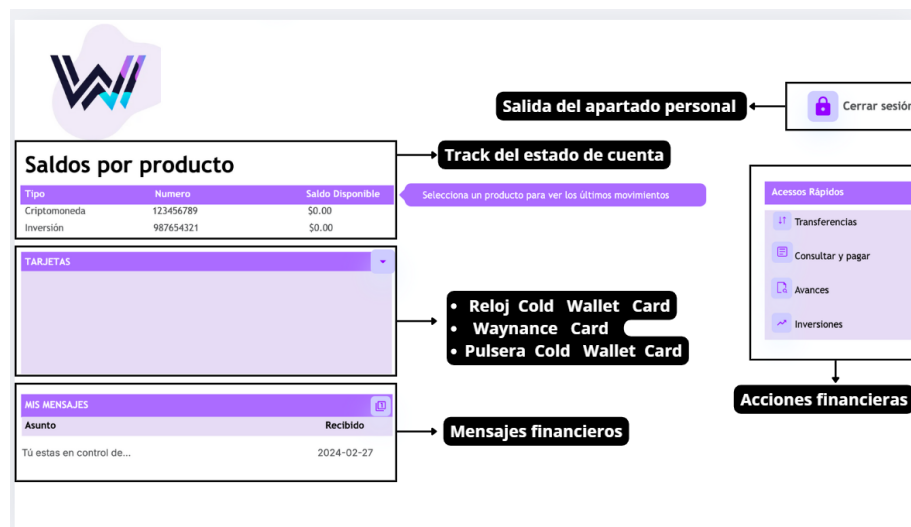 Salida del apartado personal
Cerrar sesión
Saldos por producto
Track del estado de cuenta
Tipo Numero Saldo Disponible
Criptomoneda 123456789 $0.00
Inversión 987654321 $0.00
Selecciona un producto para ver los últimos movimientos
Acessos Rápidos
Transferencias
Consultar y pagar
Avances
Inversiones
TARJETAS
• Reloj Cold Wallet Card
• Waynance Card
• Pulsera Cold Wallet Card
Acciones financieras
MIS MENSAJES
Asunto Recibido
Tú estas en control de... 2024-02-27
Mensajes financieros